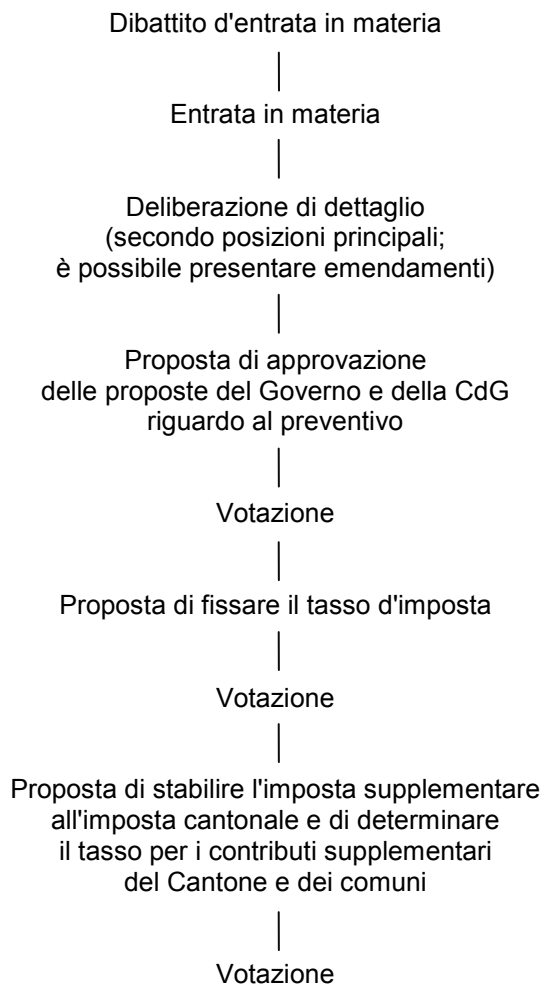 Dibattito d'entrata in materia
Entrata in materia
Deliberazione di dettaglio
(secondo posizioni principali;
è possibile presentare emendamenti)
Proposta di approvazione
delle proposte del Governo e della CdG
riguardo al preventivo
Votazione
Proposta di fissare il tasso d'imposta
Votazione
Proposta di stabilire l'imposta supplementare
all'imposta cantonale e di determinare
il tasso per i contributi supplementari
del Cantone e dei comuni
Votazione